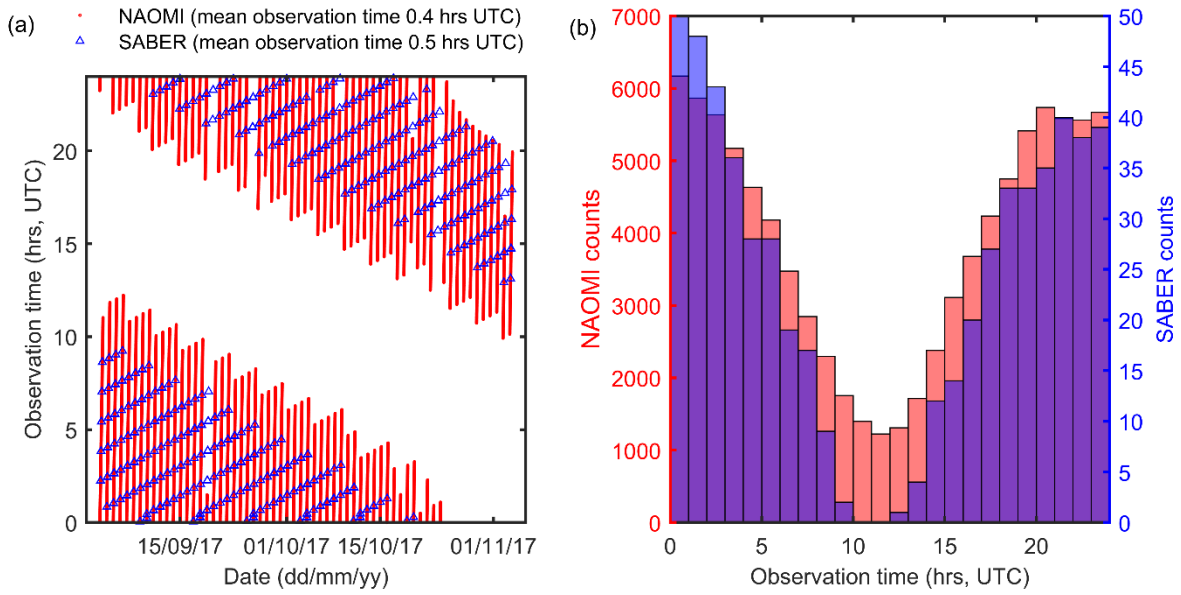 (a)
NAOMI (mean observation time 0.4 hrs UTC)
SABER (mean observation time 0.5 hrs UTC)
Observation time (hrs, UTC)
20
15
10
5
0
15/09/17 01/10/17 15/10/17 01/11/17
Date (dd/mm/yy)
(b)
NAOMI counts
7000
6000
5000
4000
3000
2000
1000
0
SABER counts
50
45
40
35
30
25
20
15
10
5
0
0 5 10 15 20
Observation time (hrs, UTC)